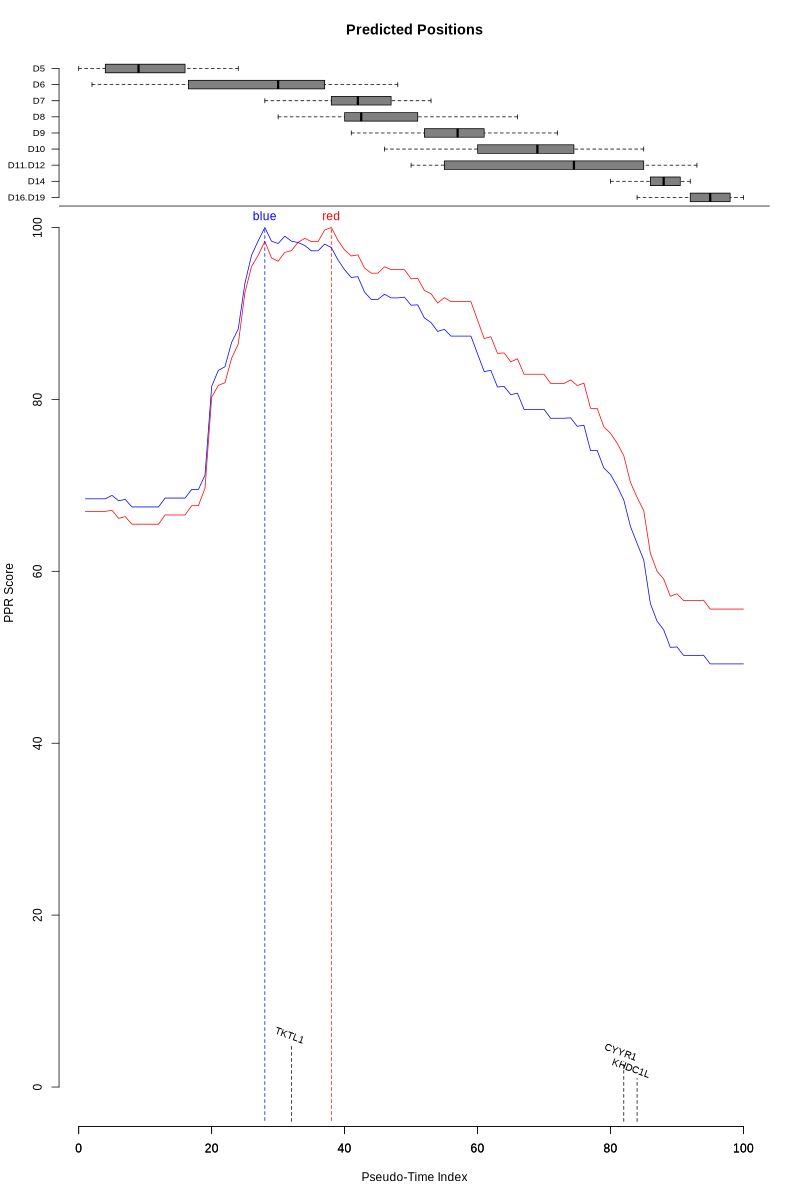 Predicted Positions
D5
D6
D7
D8
D9
D10
D11.D12
D14
D16.D19
blue red
100
80
60
40
20
0
PPR Score
TKTL1
CYYR1
KHDC1L
0 20 40 60 80 100
Pseudo-Time Index